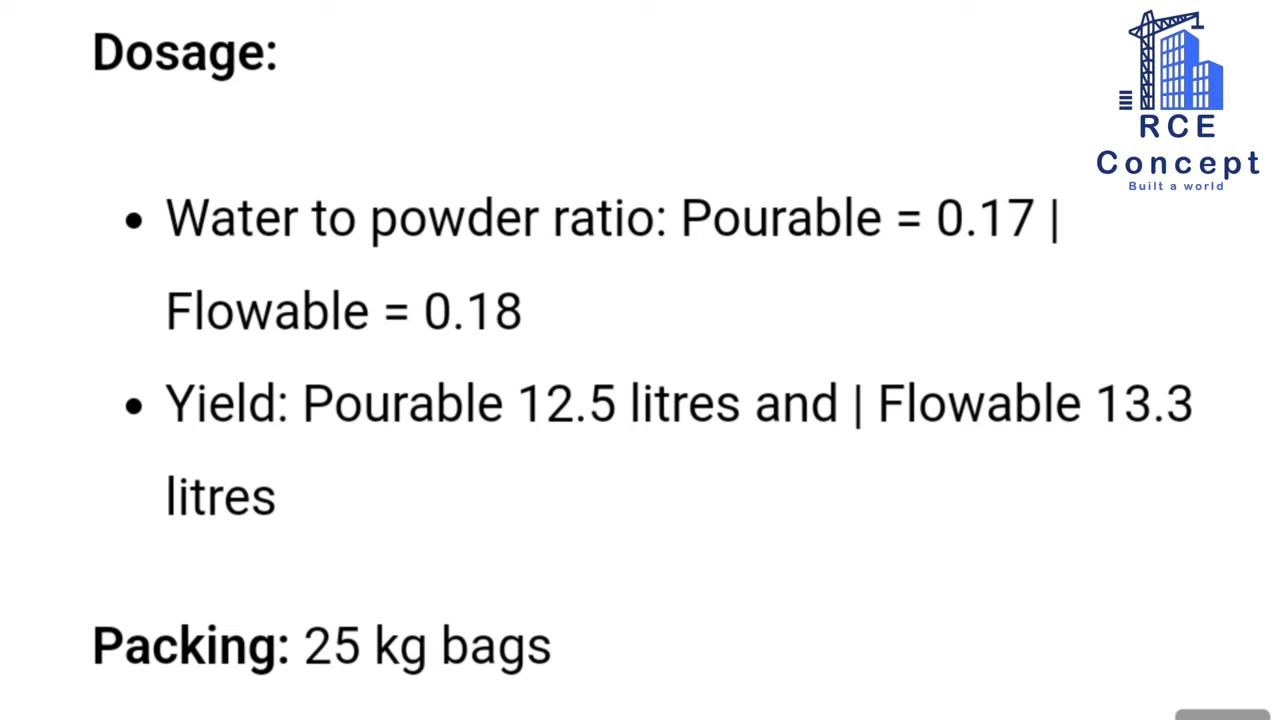 Dosage:
RCE
Concept
Built a world
• Water to powder ratio: Pourable = 0.17 |
Flowable = 0.18
• Yield: Pourable 12.5 litres and | Flowable 13.3
litres
Packing: 25 kg bags